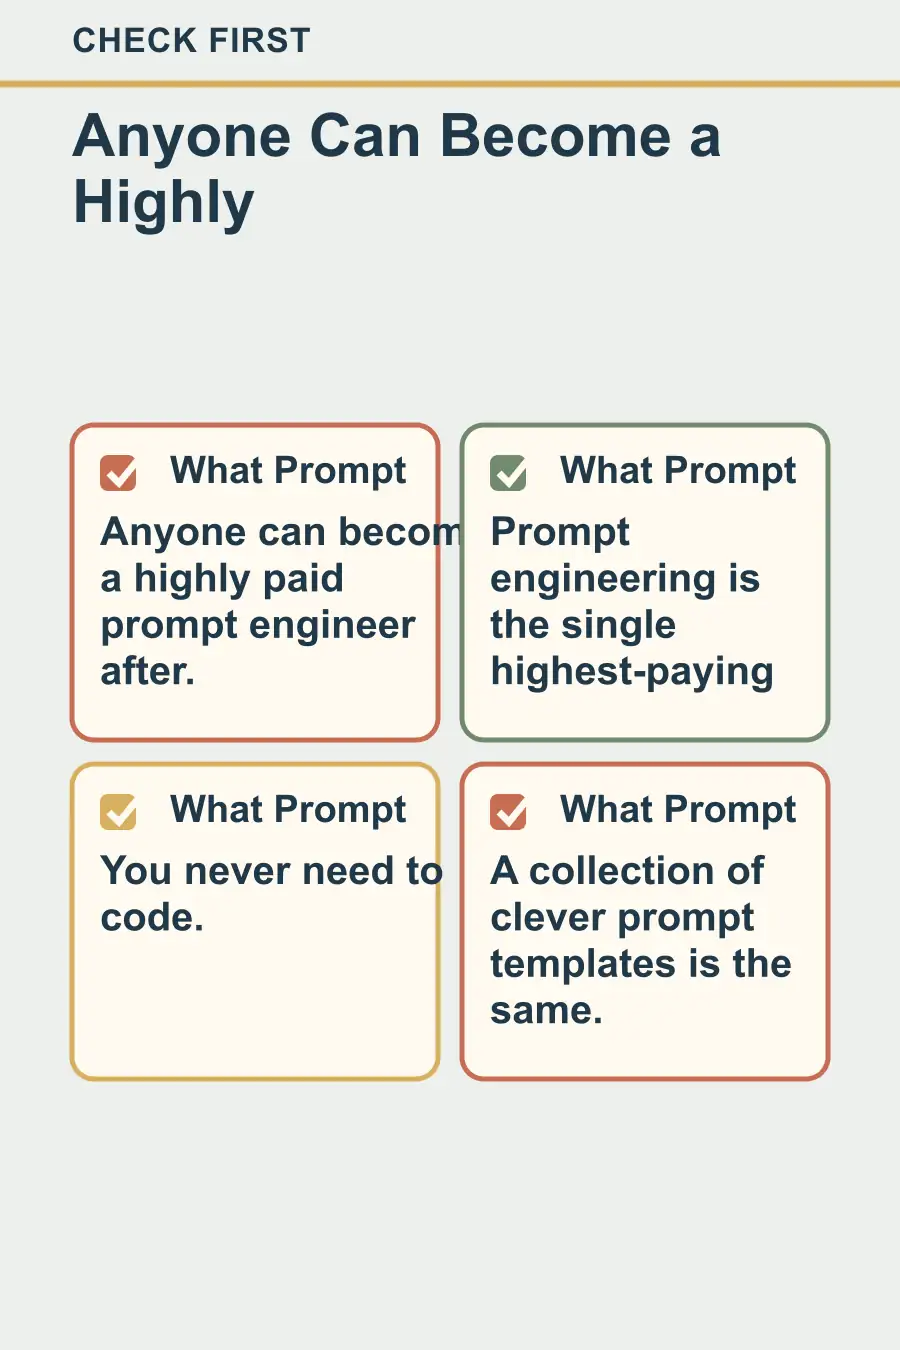 CHECK FIRST
Anyone Can Become a
Highly
What Prompt
Anyone can becom
a highly paid
prompt engineer
after.
What Prompt
Prompt
engineering is
the single
highest-paying
What Prompt
You never need to
code.
What Prompt
A collection of
clever prompt
templates is the
same.